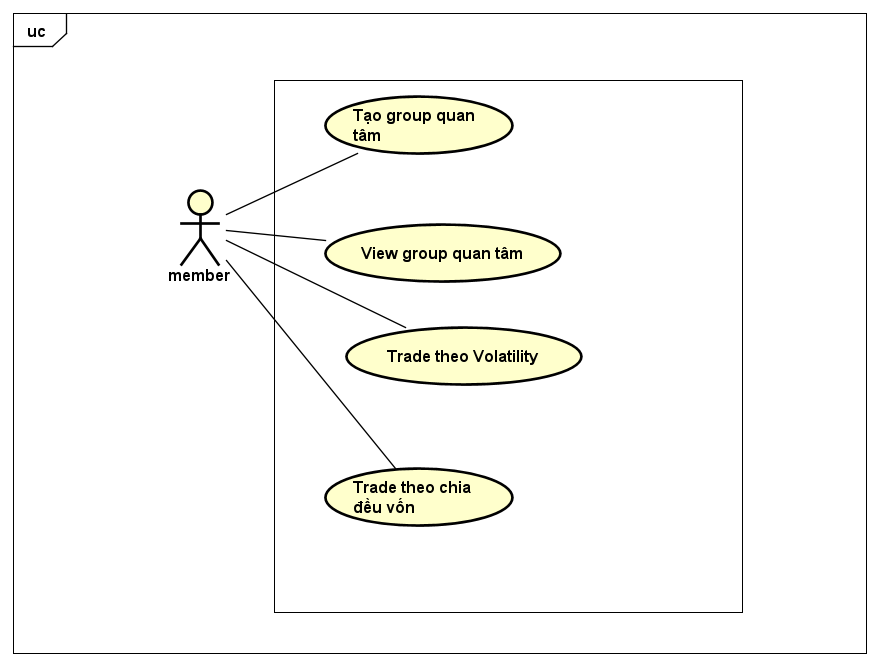 uc
Tạo group quan
tâm
member
View group quan tâm
Trade theo Volatility
Trade theo chia
đều vốn